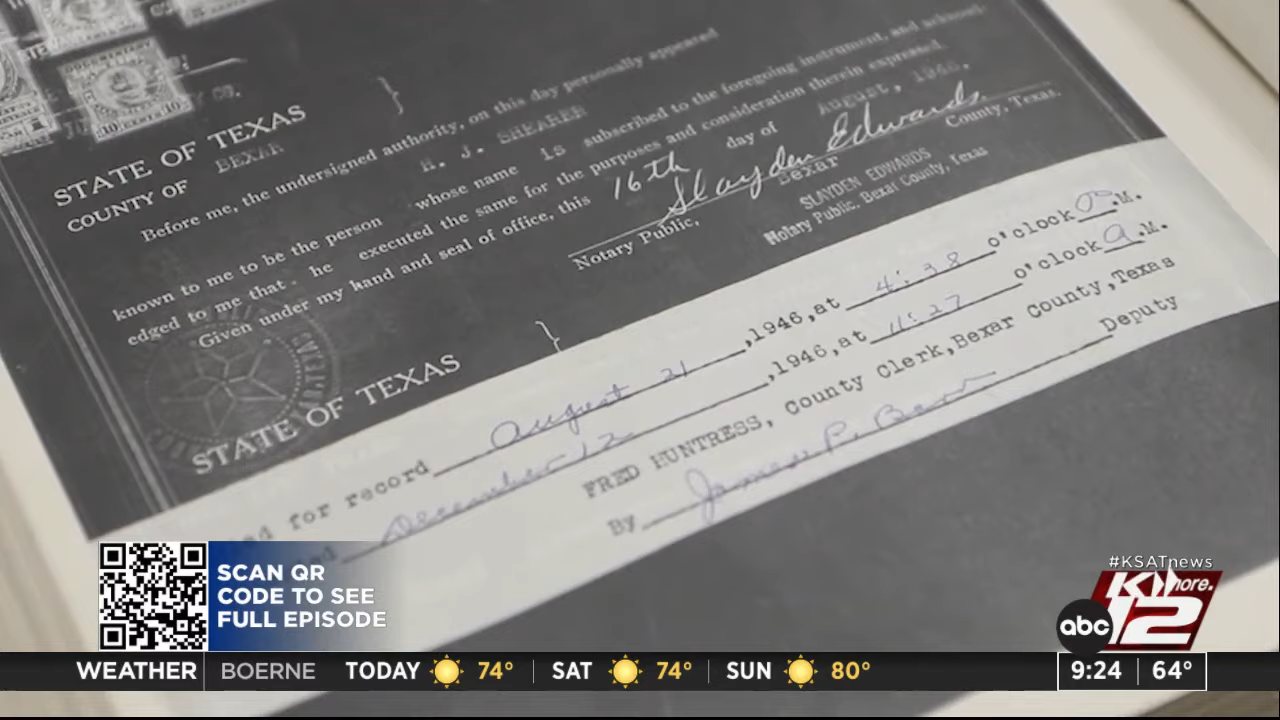 STATE OF TEXAS
COUNTY OF BEXAR
Before me, the undersigned authority, on this day personally appeared
H. J. SHEARER
known to me to be the person whose name is subscribed to the foregoing instrument, and acknowl-
edged to me that he executed the same for the purposes and consideration therein expressed.
Given under my hand and seal of office, this 16th day of August, 1946.
Slayden Edwards
Notary Public, Bexar County, Texas.
SLAYDEN EDWARDS
Notary Public, Bexar County, Texas
STATE OF TEXAS
for record August 21, 1946, at 4:38 o'clock P.M.
December 12, 1946, at 11:27 o'clock a.M.
FRED HUNTRESS, County Clerk, Bexar County, Texas
By James P. Deputy
SCAN QR
CODE TO SEE
FULL EPISODE
#KSATnews
abc 12
WEATHER BOERNE TODAY 74° SAT 74° SUN 80° 9:24 64°